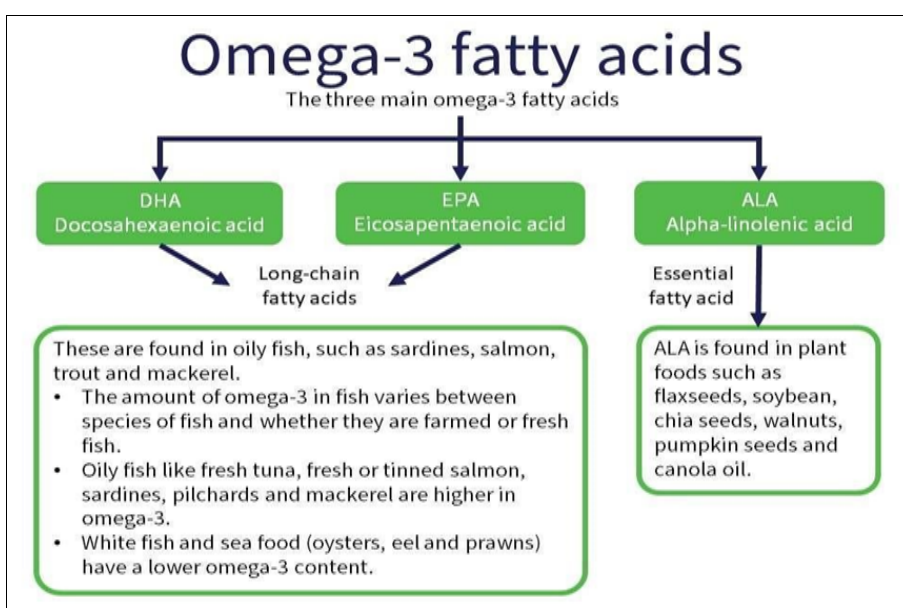 Omega-3 fatty acids
The three main omega-3 fatty acids
DHA
Docosahexaenoic acid
EPA
Eicosapentaenoic acid
ALA
Alpha-linolenic acid
Long-chain
fatty acids
Essential
fatty acid
These are found in oily fish, such as sardines, salmon,
trout and mackerel.
• The amount of omega-3 in fish varies between
species of fish and whether they are farmed or fresh
fish.
• Oily fish like fresh tuna, fresh or tinned salmon,
sardines, pilchards and mackerel are higher in
omega-3.
• White fish and sea food (oysters, eel and prawns)
have a lower omega-3 content.
ALA is found in plant
foods such as
flaxseeds, soybean,
chia seeds, walnuts,
pumpkin seeds and
canola oil.